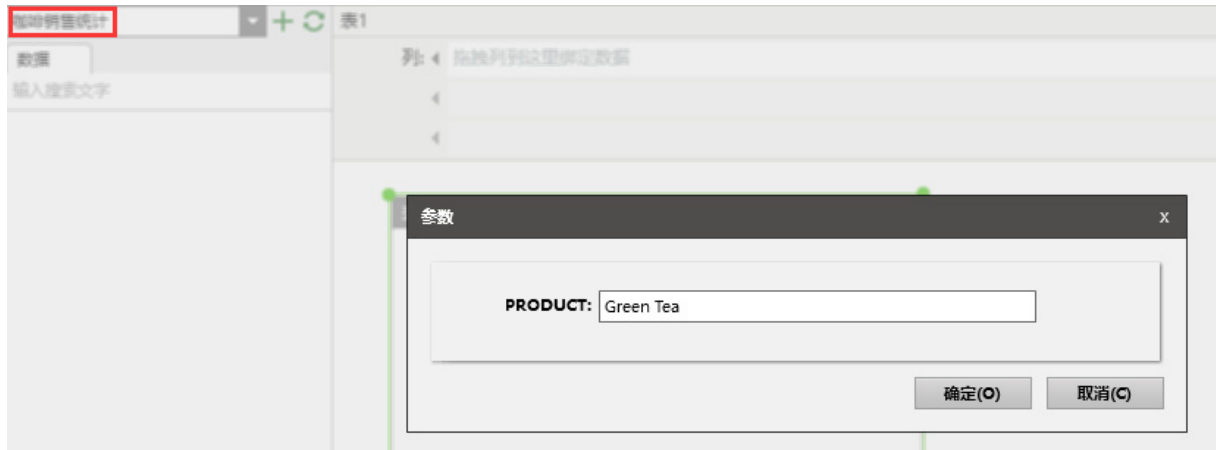 咖啡销售统计
表1
数据
列: 拖拽列到这里绑定数据
输入搜索文字
参数 x
PRODUCT: Green Tea
确定(O) 取消(C)